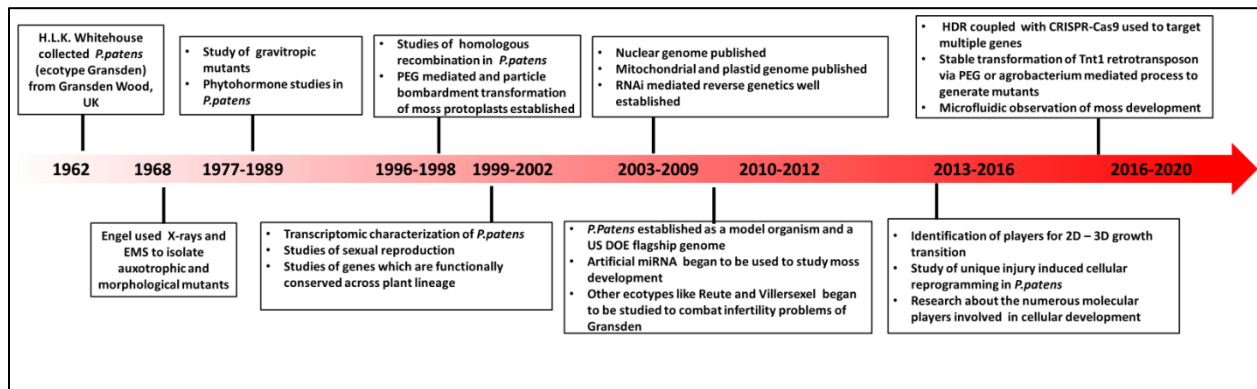 H.L.K. Whitehouse
collected P.patens
(ecotype Gransden)
from Gransden Wood,
UK
• Study of gravitropic
mutants
• Phytohormone studies in
P.patens
• Studies of homologous
recombination in P.patens
• PEG mediated and particle
bombardment transformation
of moss protoplasts established
• Nuclear genome published
• Mitochondrial and plastid genome published
• RNAi mediated reverse genetics well
established
• HDR coupled with CRISPR-Cas9 used to target
multiple genes
• Stable transformation of Tnt1 retrotransposon
via PEG or agrobacterium mediated process to
generate mutants
• Microfluidic observation of moss development
1962 1968 1977-1989 1996-1998 1999-2002 2003-2009 2010-2012 2013-2016 2016-2020
Engel used X-rays and
EMS to isolate
auxotrophic and
morphological mutants
• Transcriptomic characterization of P.patens
• Studies of sexual reproduction
• Studies of genes which are functionally
conserved across plant lineage
• P.Patens established as a model organism and a
US DOE flagship genome
• Artificial miRNA began to be used to study moss
development
• Other ecotypes like Reute and Villersexel began
to be studied to combat infertility problems of
Gransden
• Identification of players for 2D – 3D growth
transition
• Study of unique injury induced cellular
reprogramming in P.patens
• Research about the numerous molecular
players involved in cellular development